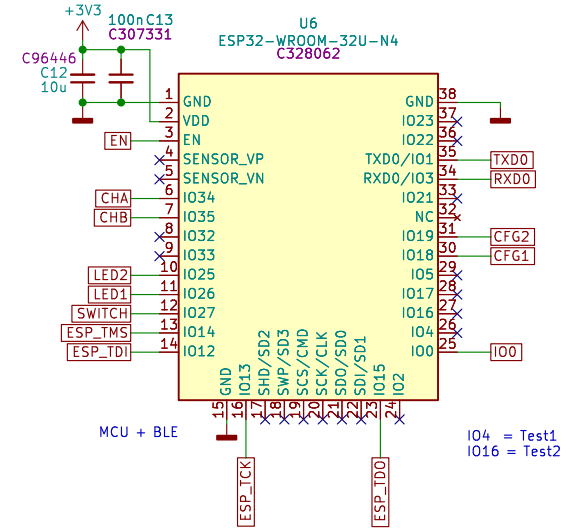 +3V3
100n C13
C307331
C96446
C12
10u
U6
ESP32-WROOM-32U-N4
C328062
1 GND
2 VDD
EN 3 EN
4 SENSOR_VP
5 SENSOR_VN
CHA 6 IO34
CHB 7 IO35
8 IO32
9 IO33
LED2 10 IO25
LED1 11 IO26
SWITCH 12 IO27
ESP_TMS 13 IO14
ESP_TDI 14 IO12
GND 38
IO23 37
IO22 36
TXD0/IO1 35 TXD0
RXD0/IO3 34 RXD0
IO21 33
NC 32
IO19 31 CFG2
IO18 30 CFG1
IO5 29
IO17 28
IO16 27
IO4 26
IO0 25 IO0
GND 15
IO13 16 ESP_TCK
SHD/SD2 17
SWP/SD3 18
SCS/CMD 19
SCK/CLK 20
SDO/SD0 21
SDI/SD1 22
IO15 23 ESP_TDO
IO2 24
MCU + BLE
IO4 = Test1
IO16 = Test2